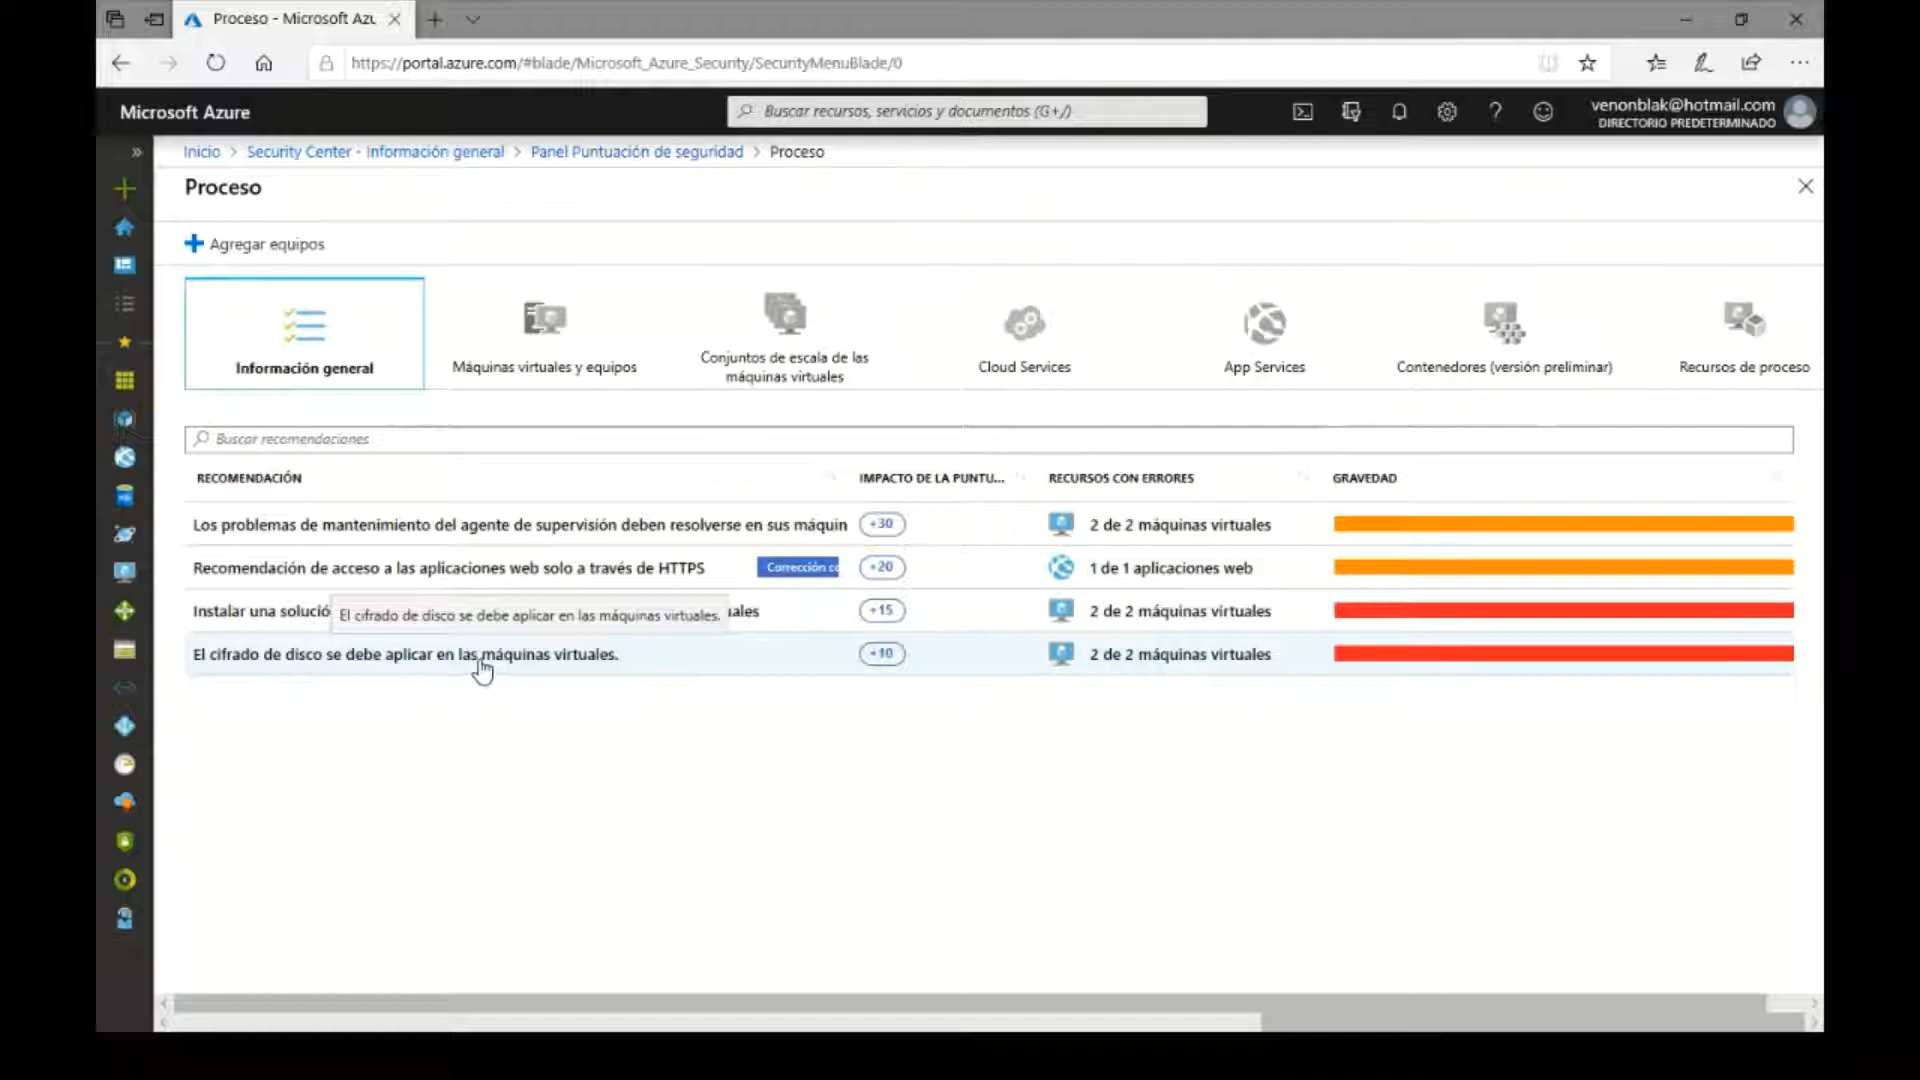 Proceso - Microsoft Azu
https://portal.azure.com/#blade/Microsoft_Azure_Security/SecurityMenuBlade/0
Microsoft Azure
Buscar recursos, servicios y documentos (G+/)
venonblak@hotmail.com
DIRECTORIO PREDETERMINADO
Inicio > Security Center - Información general > Panel Puntuación de seguridad > Proceso
Proceso
Agregar equipos
Información general
Máquinas virtuales y equipos
Conjuntos de escala de las
máquinas virtuales
Cloud Services
App Services
Contenedores (versión preliminar)
Recursos de proceso
Buscar recomendaciones
RECOMENDACIÓN IMPACTO DE LA PUNTU... RECURSOS CON ERRORES GRAVEDAD
Los problemas de mantenimiento del agente de supervisión deben resolverse en sus máquin +30 2 de 2 máquinas virtuales
Recomendación de acceso a las aplicaciones web solo a través de HTTPS Corrección co +20 1 de 1 aplicaciones web
Instalar una solució uales +15 2 de 2 máquinas virtuales
El cifrado de disco se debe aplicar en las máquinas virtuales.
El cifrado de disco se debe aplicar en las máquinas virtuales. +10 2 de 2 máquinas virtuales